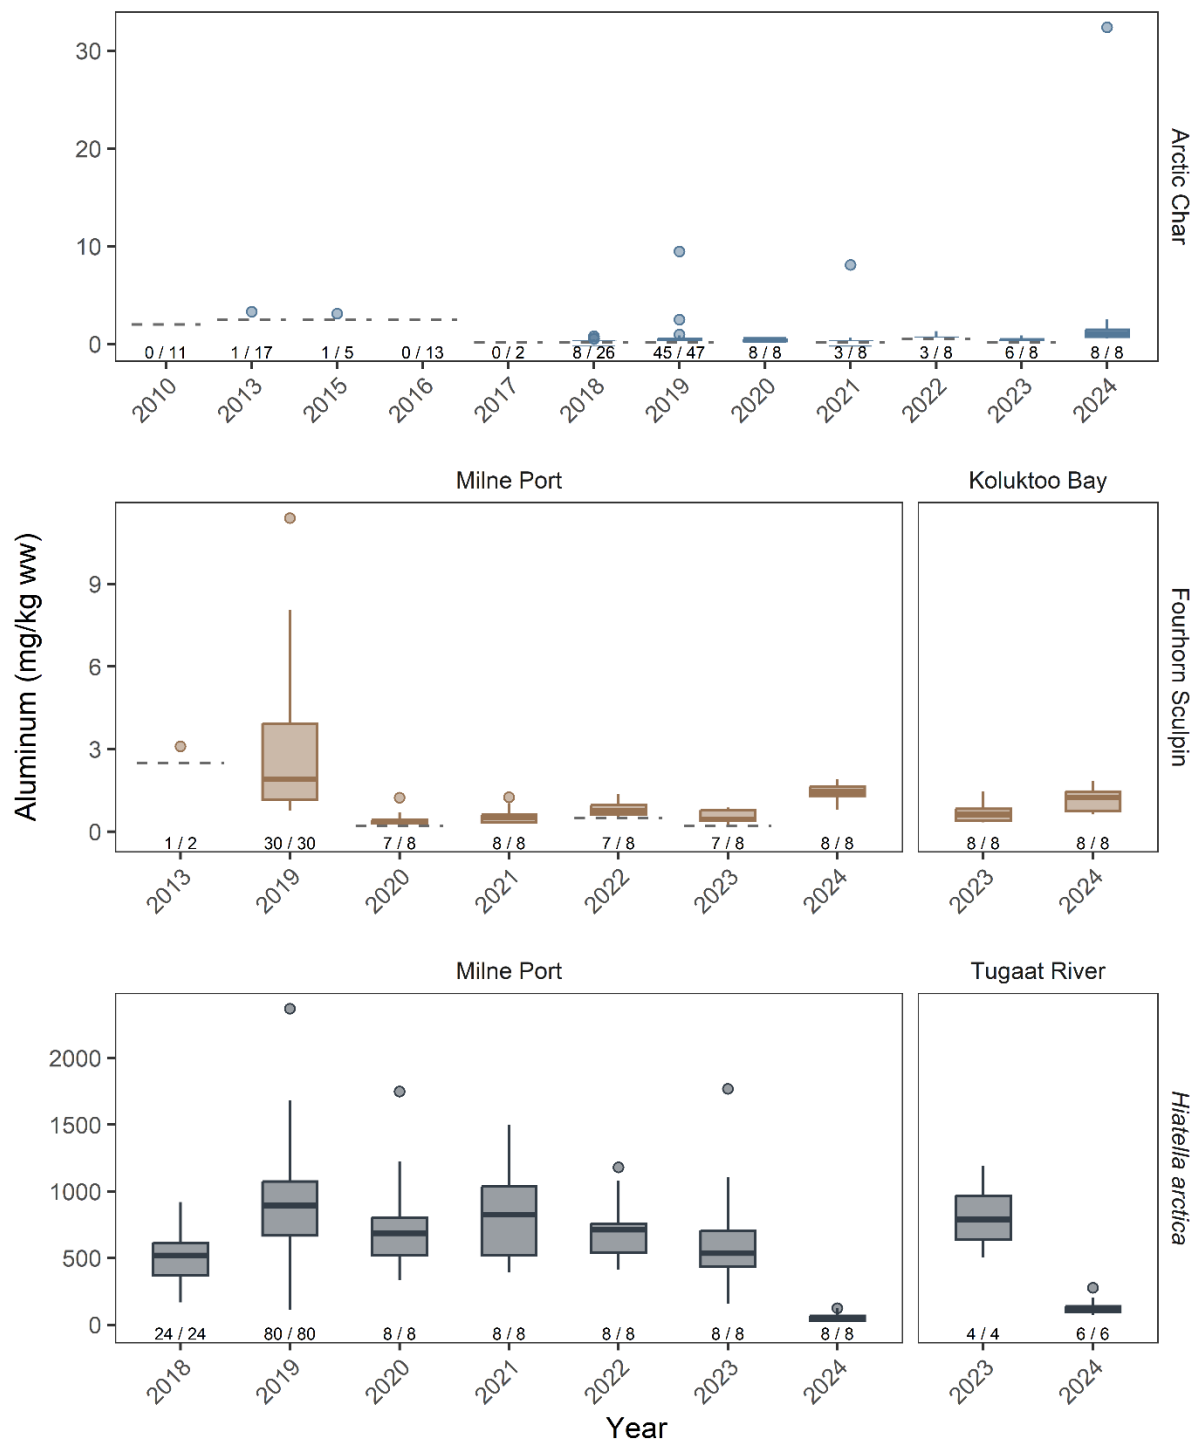 30
20
10
0
0 / 11
1 / 17
1 / 5
0 / 13
0 / 2
8 / 26
45 / 47
8 / 8
3 / 8
3 / 8
6 / 8
8 / 8
2010
2013
2015
2016
2017
2018
2019
2020
2021
2022
2023
2024
Arctic Char
Aluminum (mg/kg ww)
Milne Port
Koluktoo Bay
9
6
3
0
1 / 2
30 / 30
7 / 8
8 / 8
7 / 8
7 / 8
8 / 8
8 / 8
8 / 8
2013
2019
2020
2021
2022
2023
2024
2023
2024
Fourhorn Sculpin
Milne Port
Tugaat River
2000
1500
1000
500
0
24 / 24
80 / 80
8 / 8
8 / 8
8 / 8
8 / 8
8 / 8
4 / 4
6 / 6
2018
2019
2020
2021
2022
2023
2024
2023
2024
Hiatella arctica
Year